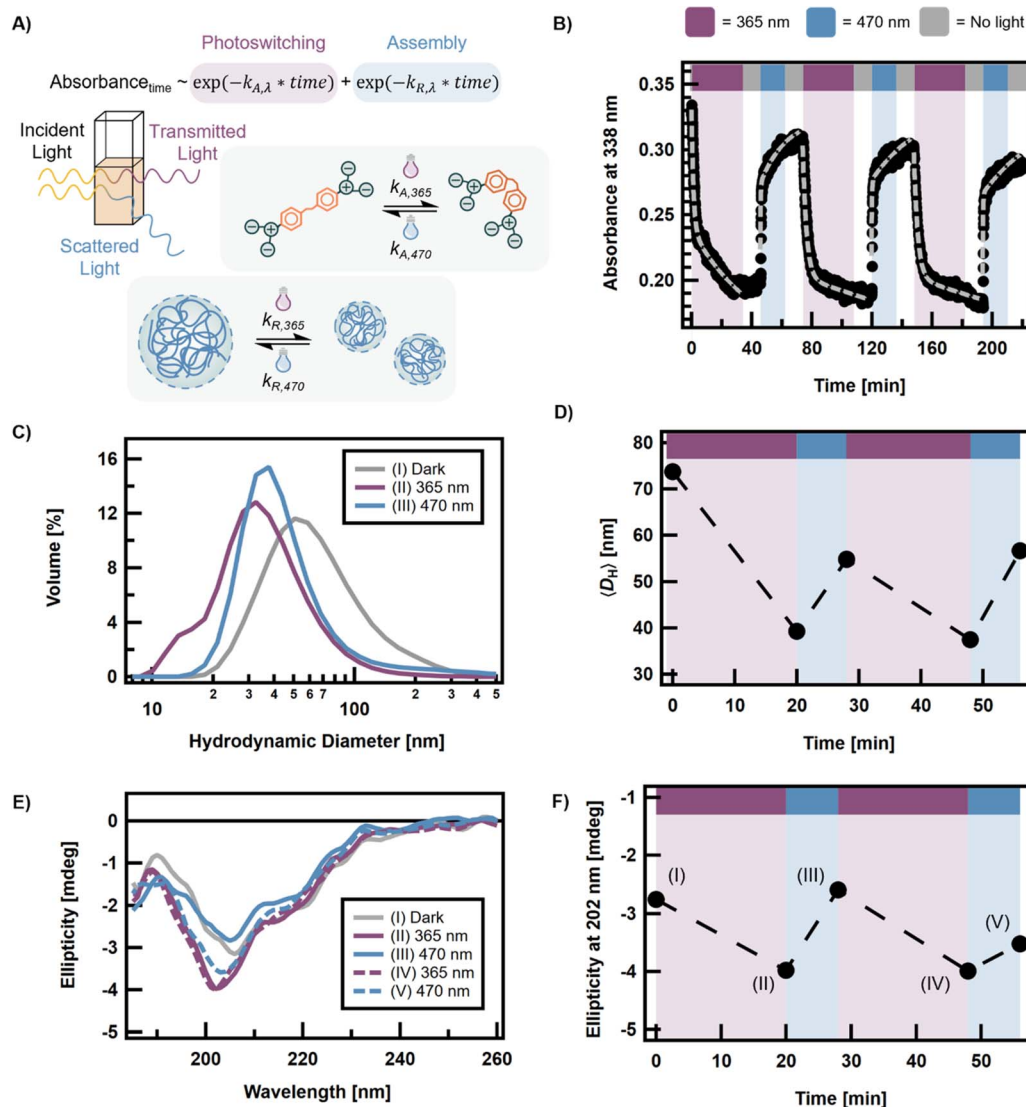 A)
Photoswitching
Assembly
Absorbance_time ~ exp(−k_A,λ * time) + exp(−k_R,λ * time)
Incident Light
Transmitted Light
Scattered Light
k_A,365
k_A,470
k_R,365
k_R,470
B)
= 365 nm
= 470 nm
= No light
Absorbance at 338 nm
0.35
0.30
0.25
0.20
0
40
80
120
160
200
Time [min]
C)
Volume [%]
16
12
8
4
0
(I) Dark
(II) 365 nm
(III) 470 nm
10
2
3
4
5
6
7
100
2
3
4
5
Hydrodynamic Diameter [nm]
D)
⟨D_H⟩ [nm]
80
70
60
50
40
30
0
10
20
30
40
50
Time [min]
E)
Ellipticity [mdeg]
0
-1
-2
-3
-4
-5
(I) Dark
(II) 365 nm
(III) 470 nm
(IV) 365 nm
(V) 470 nm
200
220
240
260
Wavelength [nm]
F)
Ellipticity at 202 nm [mdeg]
-1
-2
-3
-4
-5
(I)
(II)
(III)
(IV)
(V)
0
10
20
30
40
50
Time [min]